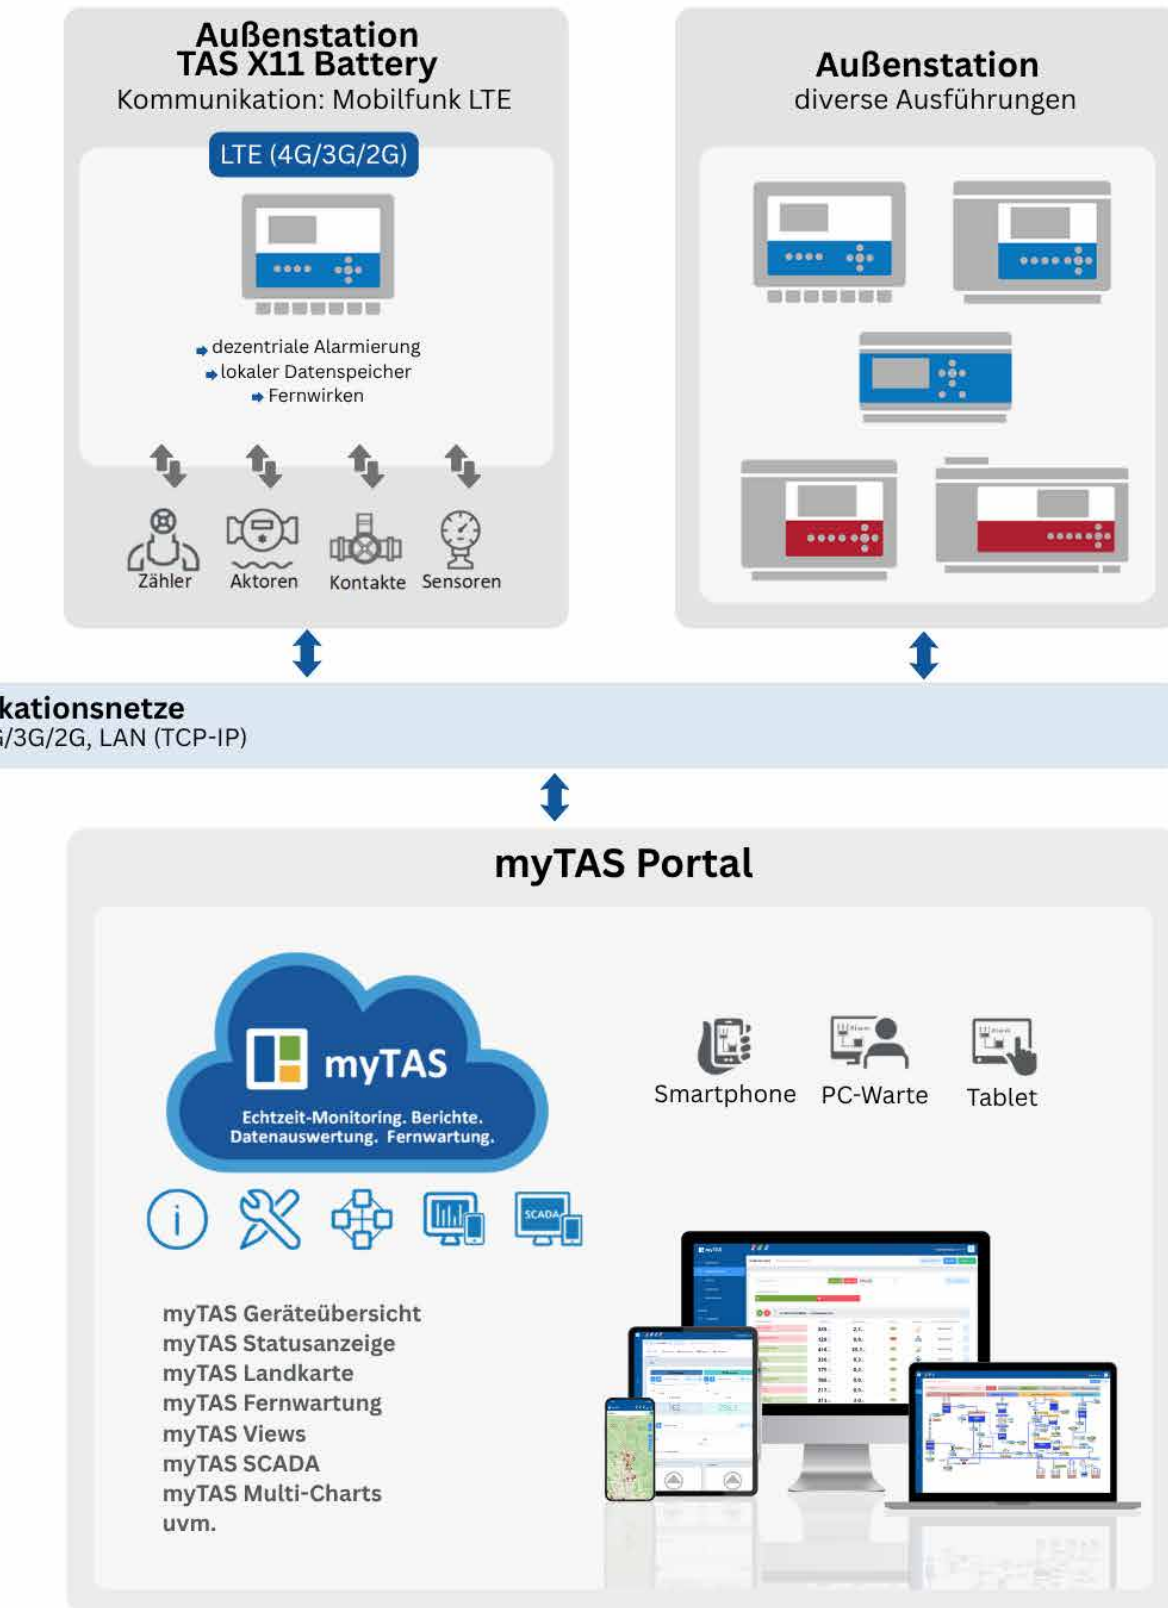 Außenstation
TAS X11 Battery
Kommunikation: Mobilfunk LTE
LTE (4G/3G/2G)
dezentriale Alarmierung
lokaler Datenspeicher
Fernwirken
Zähler
Aktoren
Kontakte
Sensoren
Außenstation
diverse Ausführungen
kationsnetze
G/3G/2G, LAN (TCP-IP)
myTAS Portal
myTAS
Echtzeit-Monitoring. Berichte.
Datenauswertung. Fernwartung.
SCADA
Smartphone
PC-Warte
Tablet
myTAS Geräteübersicht
myTAS Statusanzeige
myTAS Landkarte
myTAS Fernwartung
myTAS Views
myTAS SCADA
myTAS Multi-Charts
uvm.